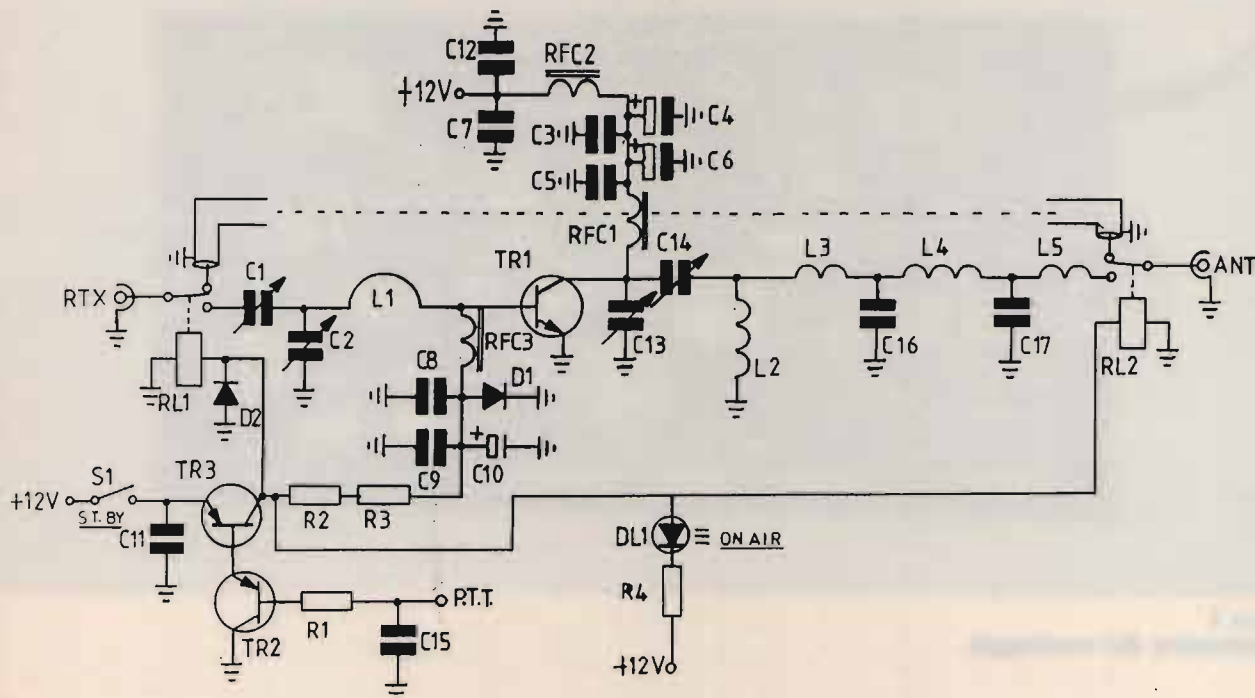 C12
RFC2
+12V
C4
C7
C3
C6
C5
RFC1
C14
TR1
L3
L4
L5
ANT
RTX
C1
L1
C2
RFC3
C13
L2
C16
C17
RL2
RL1
D2
C8
D1
C9
C10
TR3
S1
+12V
ST. BY
C11
R2
R3
DL1
ON AIR
R4
+12V
TR2
R1
P.T.T.
C15